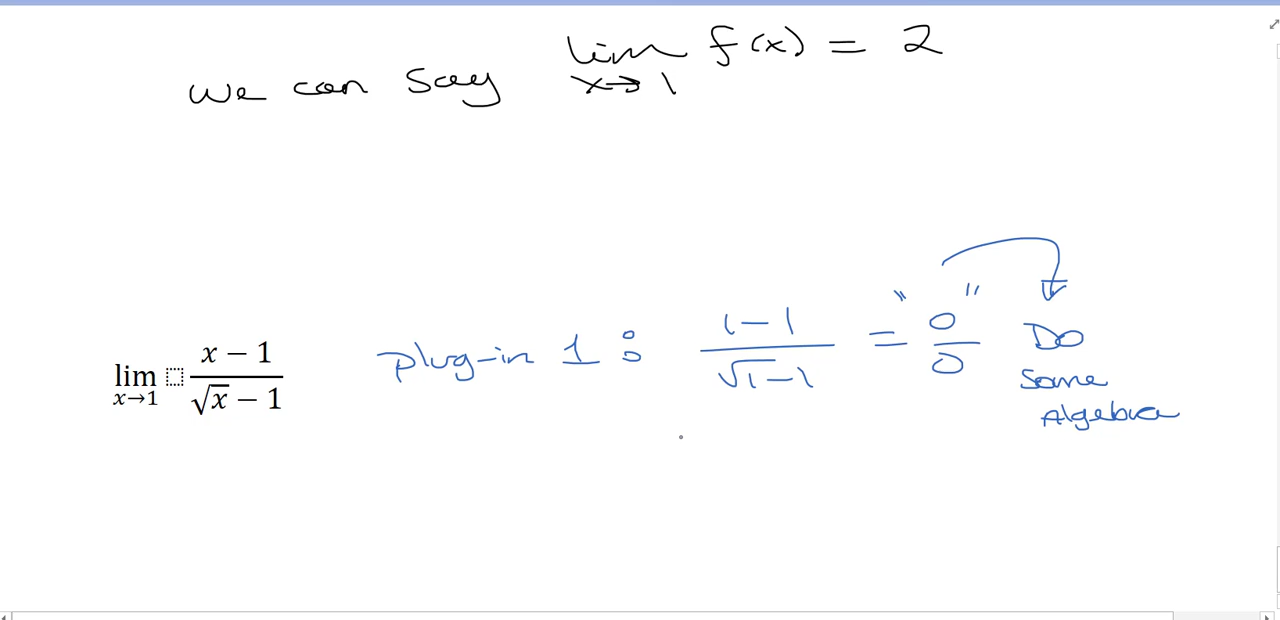 we can say lim x→1 f(x) = 2
lim x→1 (x − 1)/(√x − 1) plug-in 1 : (1 − 1)/(√1 − 1) = "0/0" Do
Some
Algebra